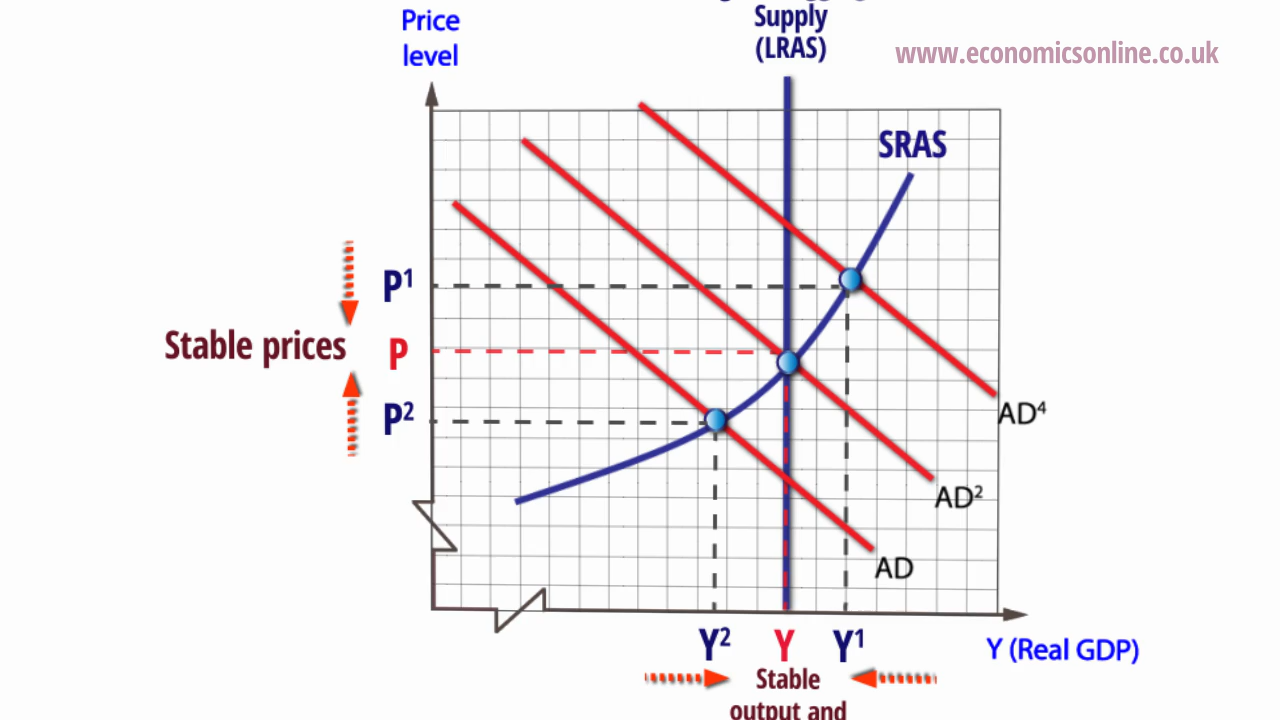 Price
level
Supply
(LRAS)
www.economicsonline.co.uk
SRAS
P¹
Stable prices
P
P²
AD⁴
AD²
AD
Y²
Y
Y¹
Y (Real GDP)
Stable
output and